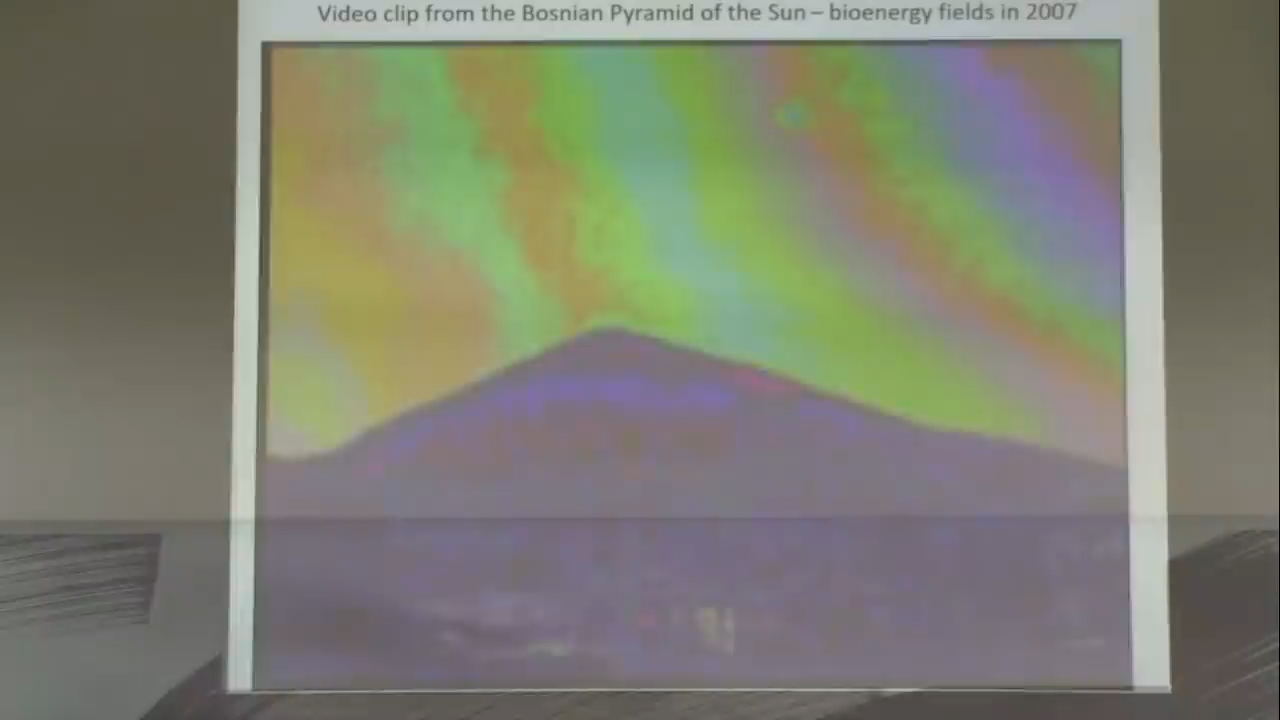 Video clip from the Bosnian Pyramid of the Sun – bioenergy fields in 2007